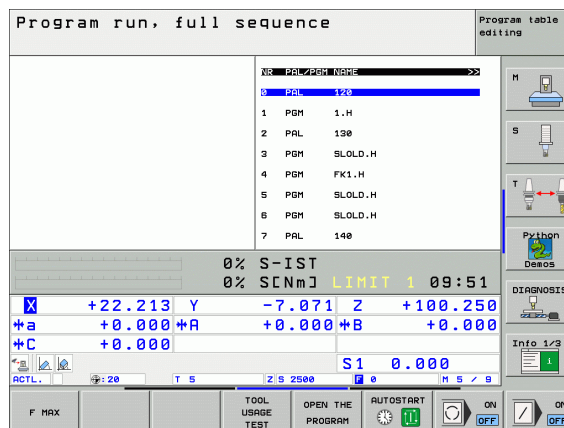 Program run, full sequence
Program table
editing
NR PAL/PGM NAME >>
0 PAL 120
1 PGM 1.H
2 PAL 130
3 PGM SLOLD.H
4 PGM FK1.H
5 PGM SLOLD.H
6 PGM SLOLD.H
7 PAL 140
M
S
T
Python
Demos
DIAGNOSIS
Info 1/3
0% S-IST
0% S[Nm] LIMIT 1 09:51
X +22.213 Y -7.071 Z +100.250
a +0.000 A +0.000 B +0.000
C +0.000
S1 0.000
ACTL. : 20 T 5 Z S 2500 F 0 M 5 / 9
F MAX
TOOL
USAGE
TEST
OPEN THE
PROGRAM
AUTOSTART
ON
OFF
ON
OFF